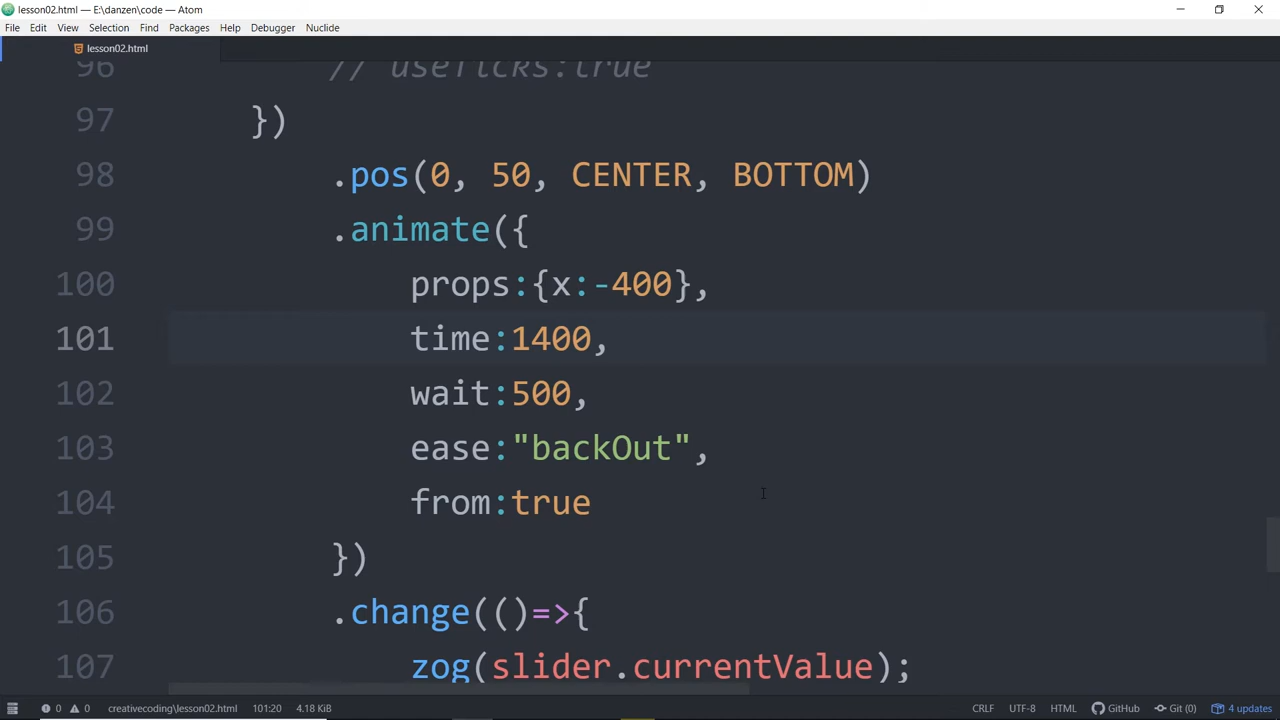 lesson02.html — E:\danzen\code — Atom
File Edit View Selection Find Packages Help Debugger Nuclide
lesson02.html
96 // useTicks:true
97 })
98 .pos(0, 50, CENTER, BOTTOM)
99 .animate({
100 props:{x:-400},
101 time:1400,
102 wait:500,
103 ease:"backOut",
104 from:true
105 })
106 .change(()=>{
107 zog(slider.currentValue);
0 0 creativecoding\lesson02.html 101:20 4.18 KiB CRLF UTF-8 HTML GitHub Git (0) 4 updates